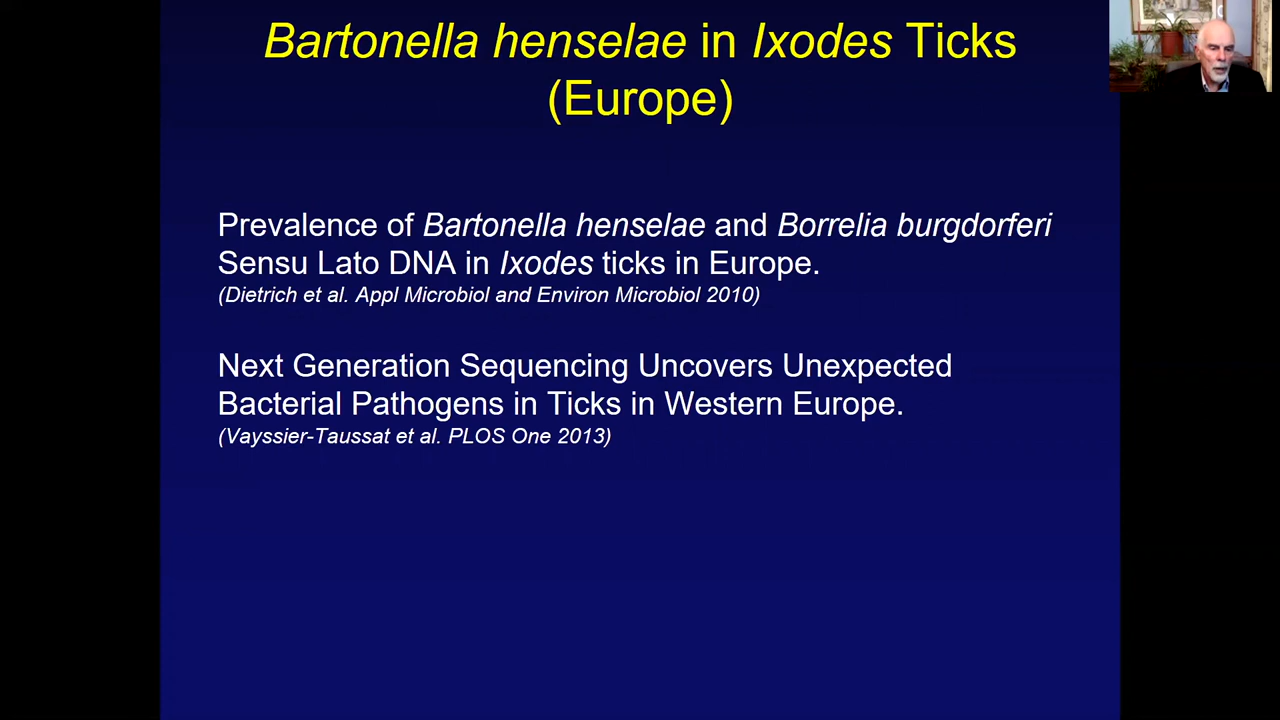 Bartonella henselae in Ixodes Ticks
(Europe)
Prevalence of Bartonella henselae and Borrelia burgdorferi
Sensu Lato DNA in Ixodes ticks in Europe.
(Dietrich et al. Appl Microbiol and Environ Microbiol 2010)
Next Generation Sequencing Uncovers Unexpected
Bacterial Pathogens in Ticks in Western Europe.
(Vayssier-Taussat et al. PLOS One 2013)